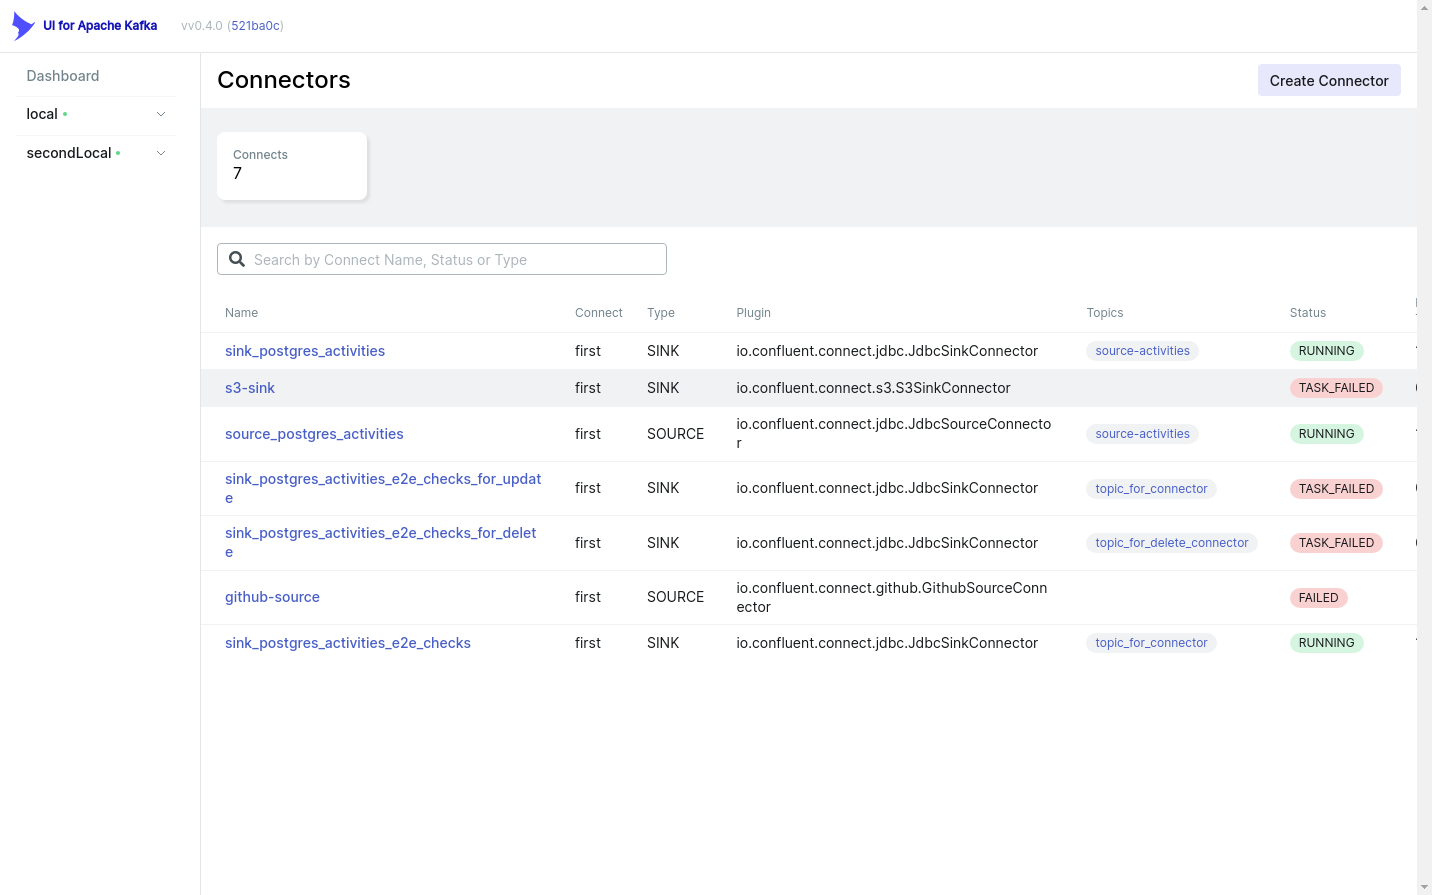 UI for Apache Kafka
vv0.4.0 (521ba0c)
Dashboard
local
secondLocal
Connectors
Create Connector
Connects
7
Search by Connect Name, Status or Type
Name Connect Type Plugin Topics Status
sink_postgres_activities first SINK io.confluent.connect.jdbc.JdbcSinkConnector source-activities RUNNING
s3-sink first SINK io.confluent.connect.s3.S3SinkConnector TASK_FAILED
source_postgres_activities first SOURCE io.confluent.connect.jdbc.JdbcSourceConnecto
r
source-activities RUNNING
sink_postgres_activities_e2e_checks_for_updat
e
first SINK io.confluent.connect.jdbc.JdbcSinkConnector topic_for_connector TASK_FAILED
sink_postgres_activities_e2e_checks_for_delet
e
first SINK io.confluent.connect.jdbc.JdbcSinkConnector topic_for_delete_connector TASK_FAILED
github-source first SOURCE io.confluent.connect.github.GithubSourceConn
ector
FAILED
sink_postgres_activities_e2e_checks first SINK io.confluent.connect.jdbc.JdbcSinkConnector topic_for_connector RUNNING